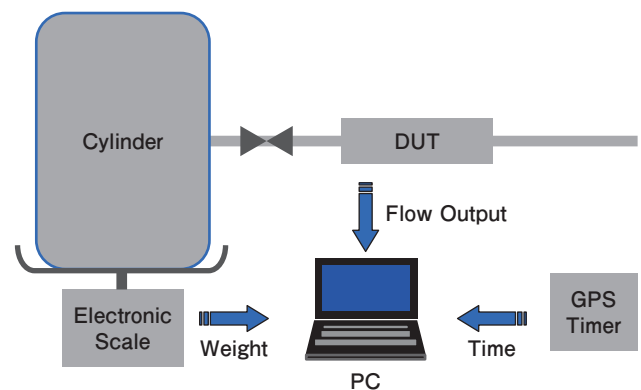 Cylinder
DUT
Flow Output
Electronic
Scale
Weight
PC
Time
GPS
Timer